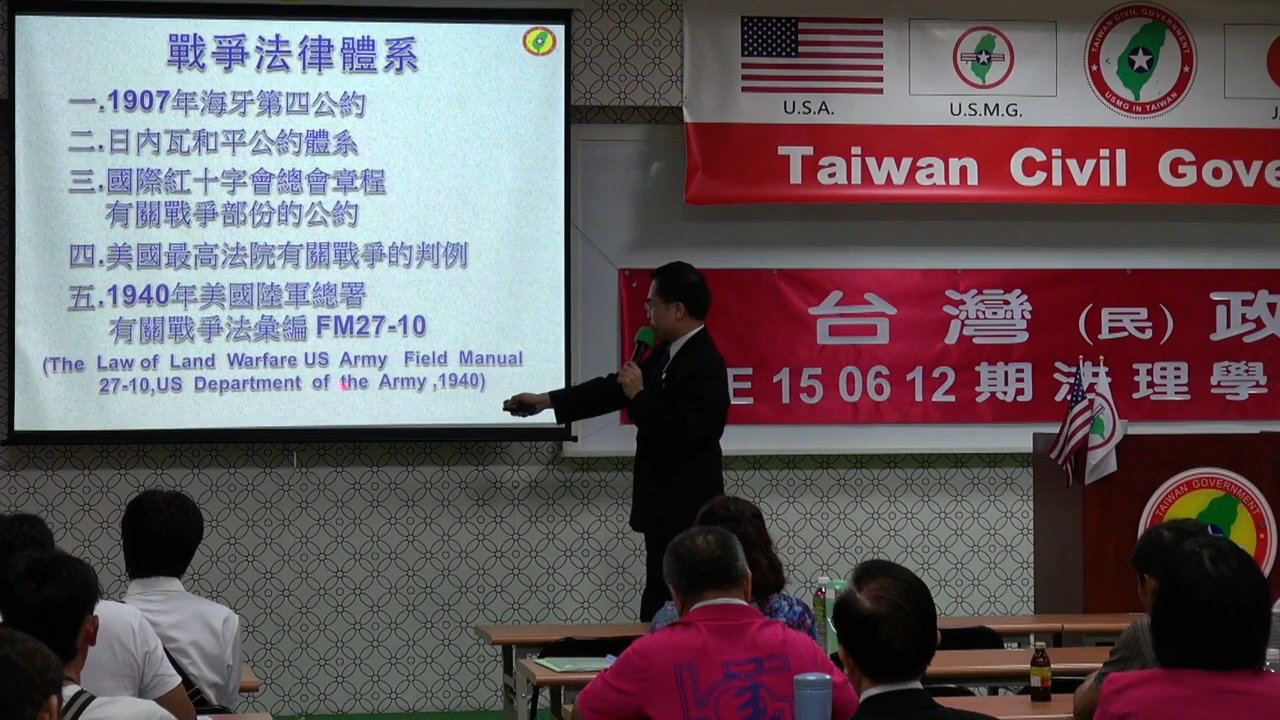 戰爭法律體系
一.1907年海牙第四公約
二.日內瓦和平公約體系
三.國際紅十字會總會章程
有關戰爭部份的公約
四.美國最高法院有關戰爭的判例
五.1940年美國陸軍總署
有關戰爭法彙編 FM27-10
(The Law of Land Warfare US Army Field Manual
27-10,US Department of the Army ,1940)
U.S.A.
U.S.M.G.
TAIWAN CIVIL GOVERNMENT
USMG IN TAIWAN
J
Taiwan Civil Gove
台灣(民)政
E 15 06 12 期法理學
TAIWAN GOVERNMENT